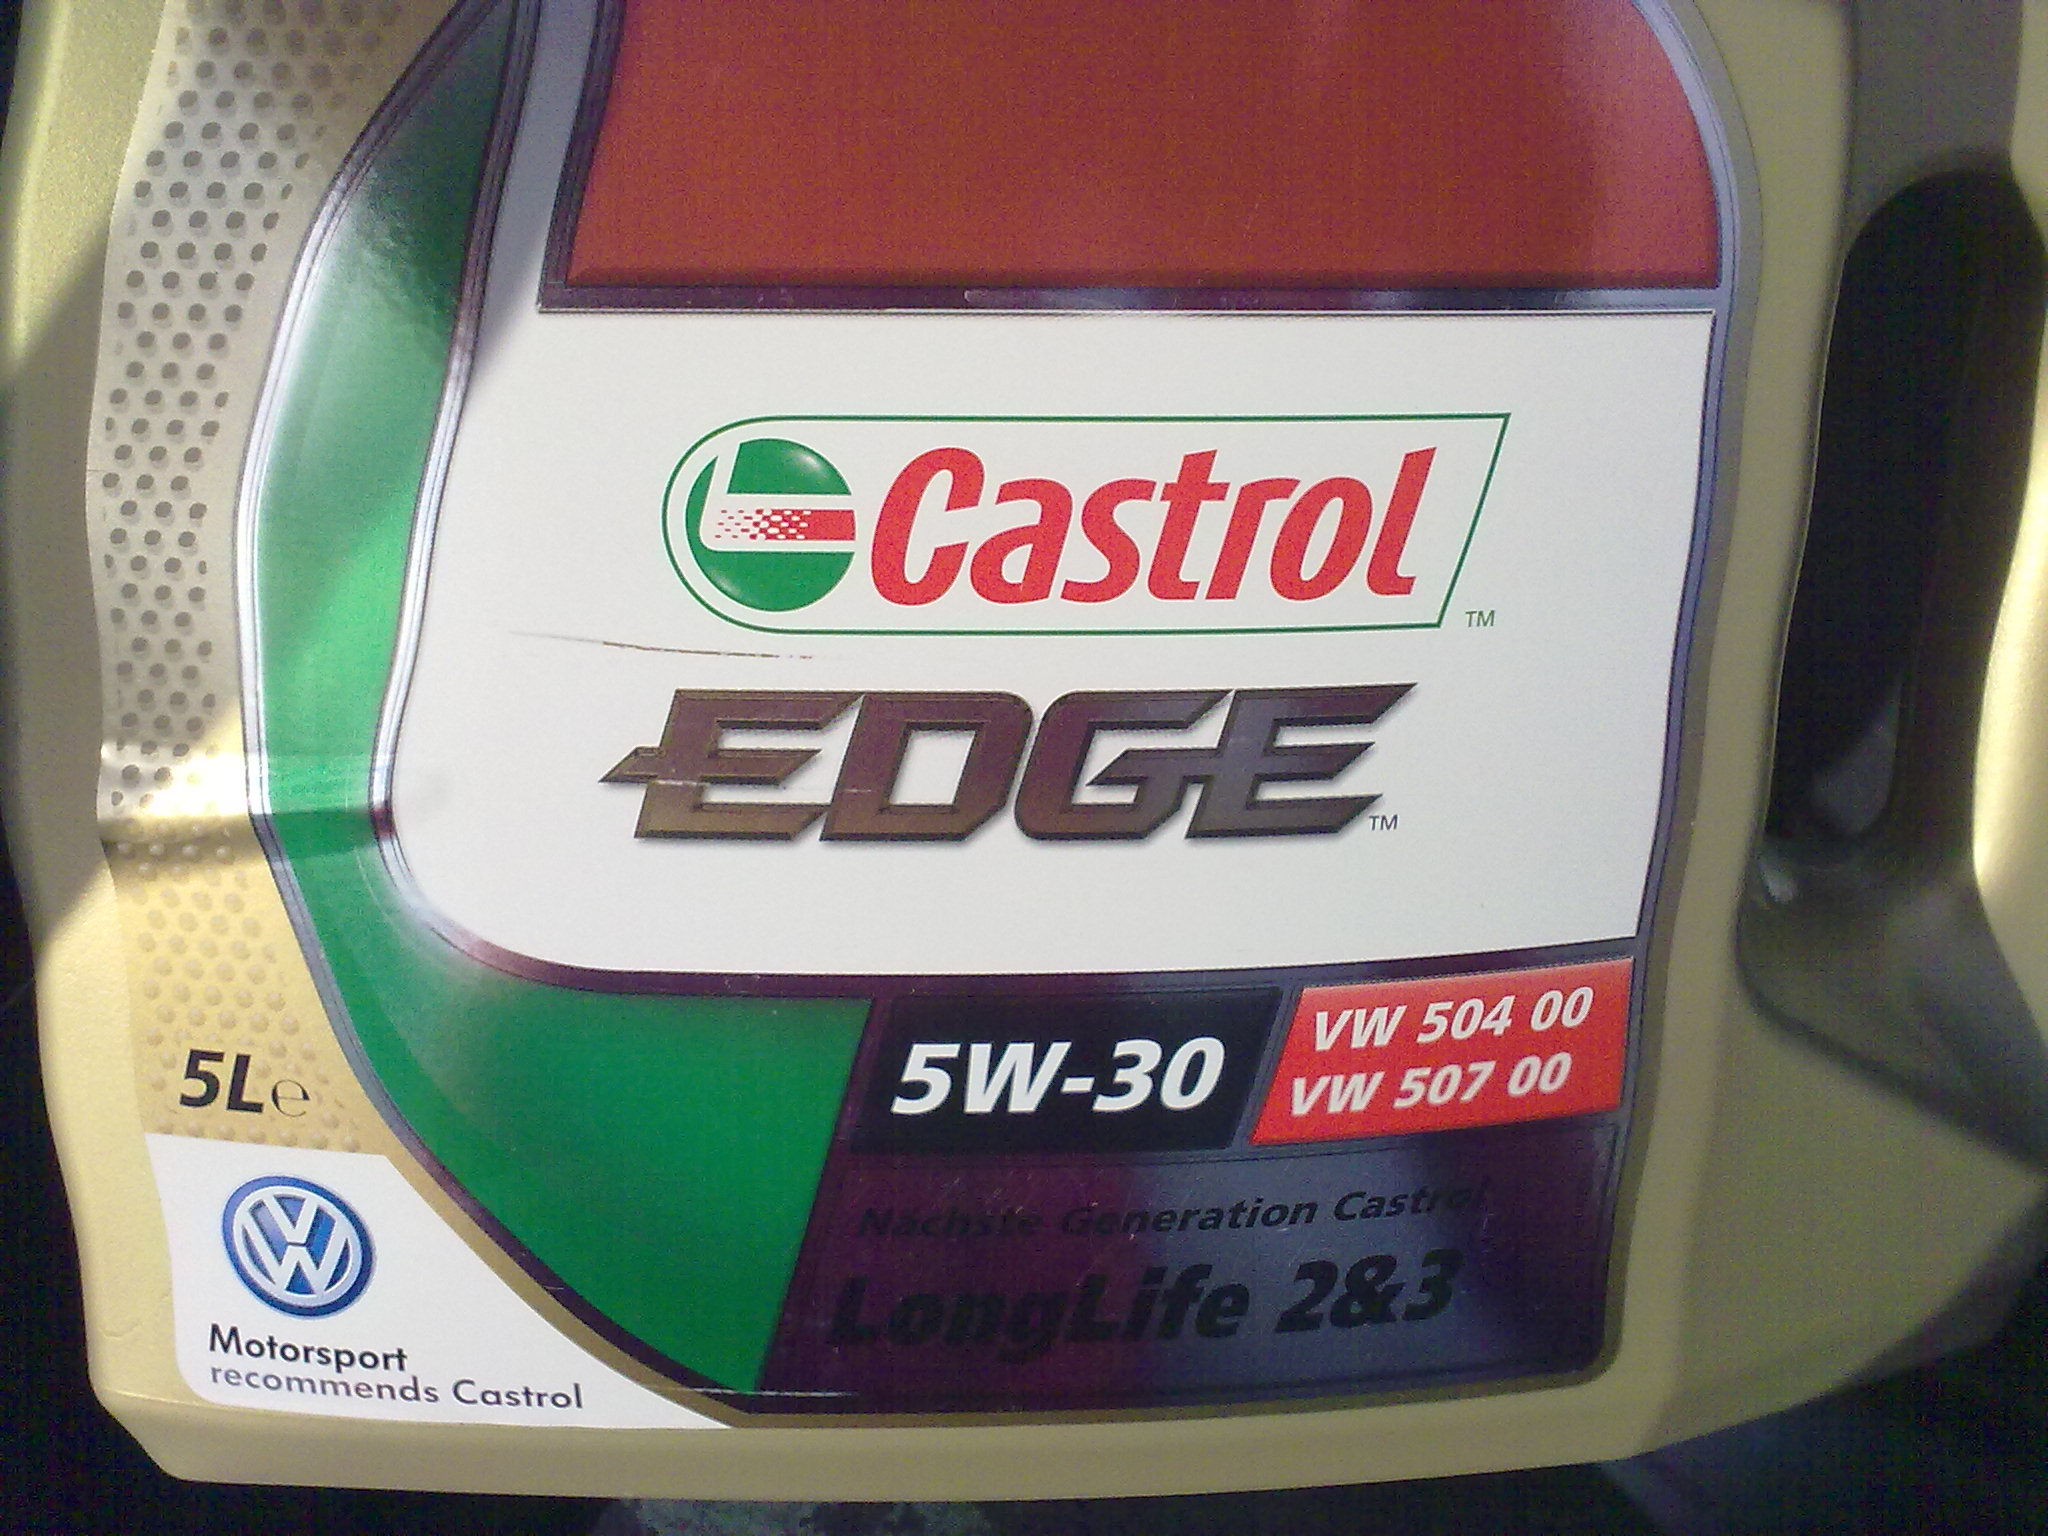 Castrol
TM
EDGE
TM
5W-30
VW 504 00
VW 507 00
5L e
Nächste Generation Castrol
LongLife 2&3
Motorsport
recommends Castrol